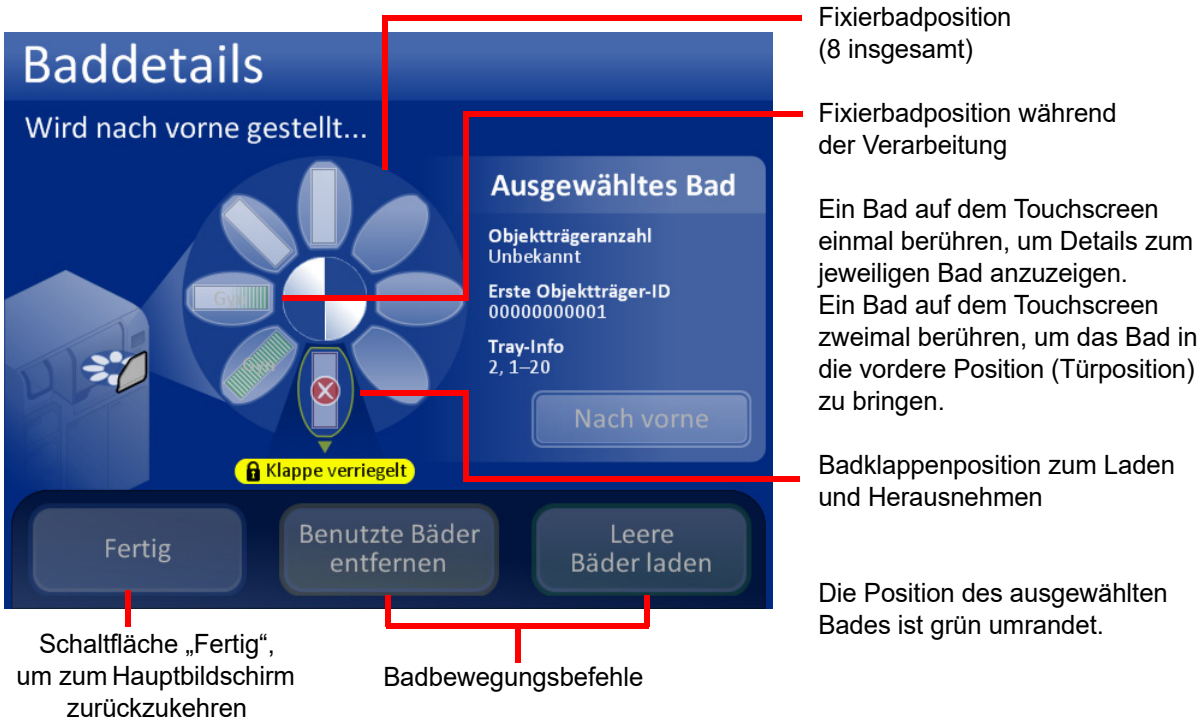 Baddetails
Wird nach vorne gestellt...
Ausgewähltes Bad
Objektträgeranzahl
Unbekannt
Erste Objektträger-ID
00000000001
Tray-Info
2, 1–20
Nach vorne
Klappe verriegelt
Fertig
Benutzte Bäder
entfernen
Leere
Bäder laden
Fixierbadposition
(8 insgesamt)
Fixierbadposition während
der Verarbeitung
Ein Bad auf dem Touchscreen
einmal berühren, um Details zum
jeweiligen Bad anzuzeigen.
Ein Bad auf dem Touchscreen
zweimal berühren, um das Bad in
die vordere Position (Türposition)
zu bringen.
Badklappenposition zum Laden
und Herausnehmen
Die Position des ausgewählten
Bades ist grün umrandet.
Schaltfläche „Fertig“,
um zum Hauptbildschirm
zurückzukehren
Badbewegungsbefehle